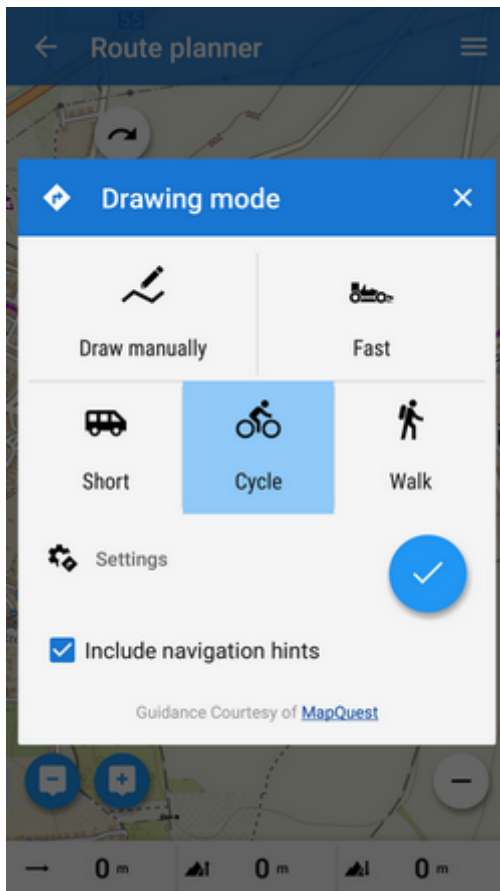 55
Route planner
Drawing mode
Draw manually
Fast
Short
Cycle
Walk
Settings
Include navigation hints
Guidance Courtesy of MapQuest
0 m
0 m
0 m